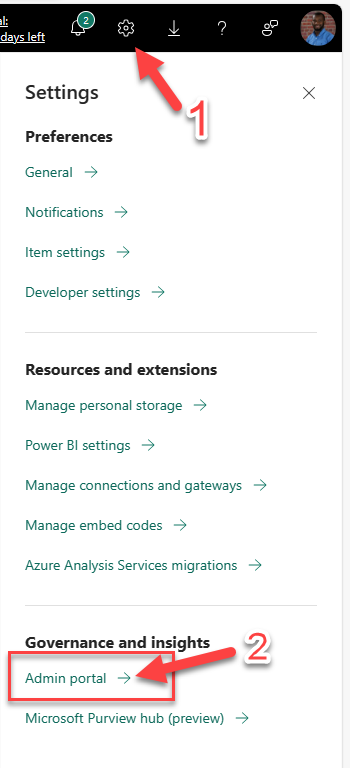 l:
2
days left
?
1
Settings
Preferences
General
Notifications
Item settings
Developer settings
Resources and extensions
Manage personal storage
Power BI settings
Manage connections and gateways
Manage embed codes
Azure Analysis Services migrations
Governance and insights
2
Admin portal
Microsoft Purview hub (preview)